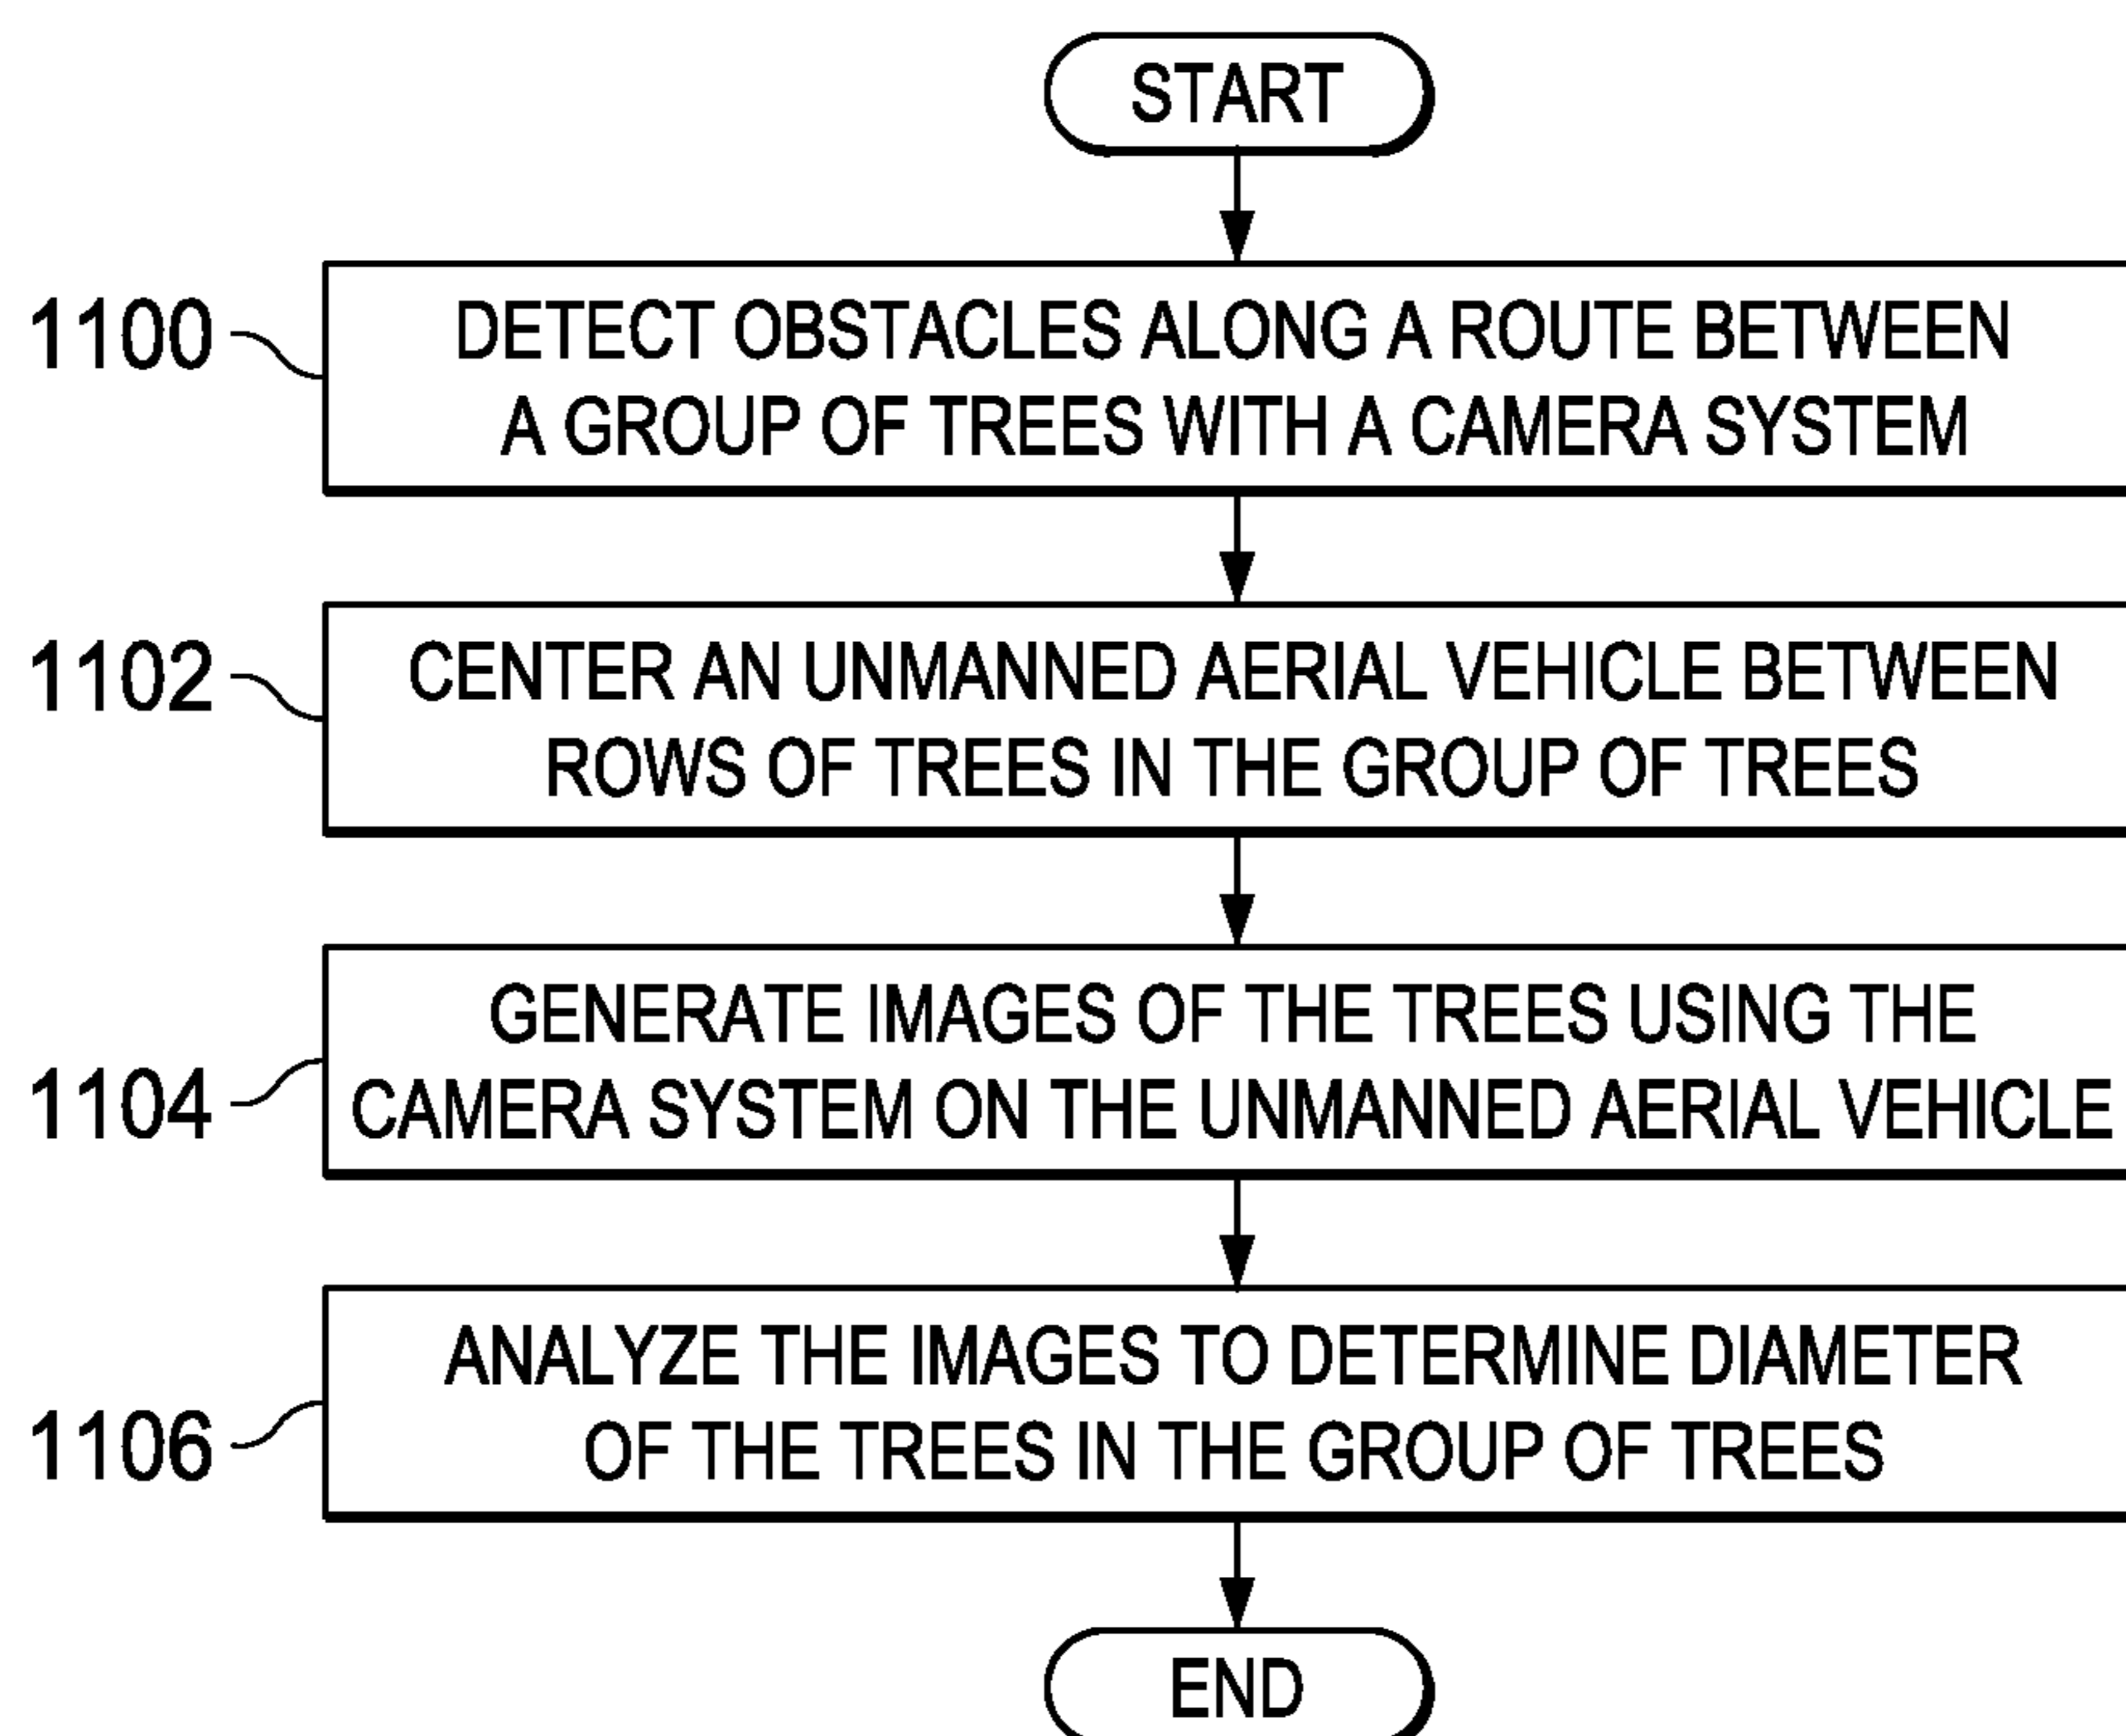 START
1100
DETECT OBSTACLES ALONG A ROUTE BETWEEN
A GROUP OF TREES WITH A CAMERA SYSTEM
1102
CENTER AN UNMANNED AERIAL VEHICLE BETWEEN
ROWS OF TREES IN THE GROUP OF TREES
1104
GENERATE IMAGES OF THE TREES USING THE
CAMERA SYSTEM ON THE UNMANNED AERIAL VEHICLE
1106
ANALYZE THE IMAGES TO DETERMINE DIAMETER
OF THE TREES IN THE GROUP OF TREES
END